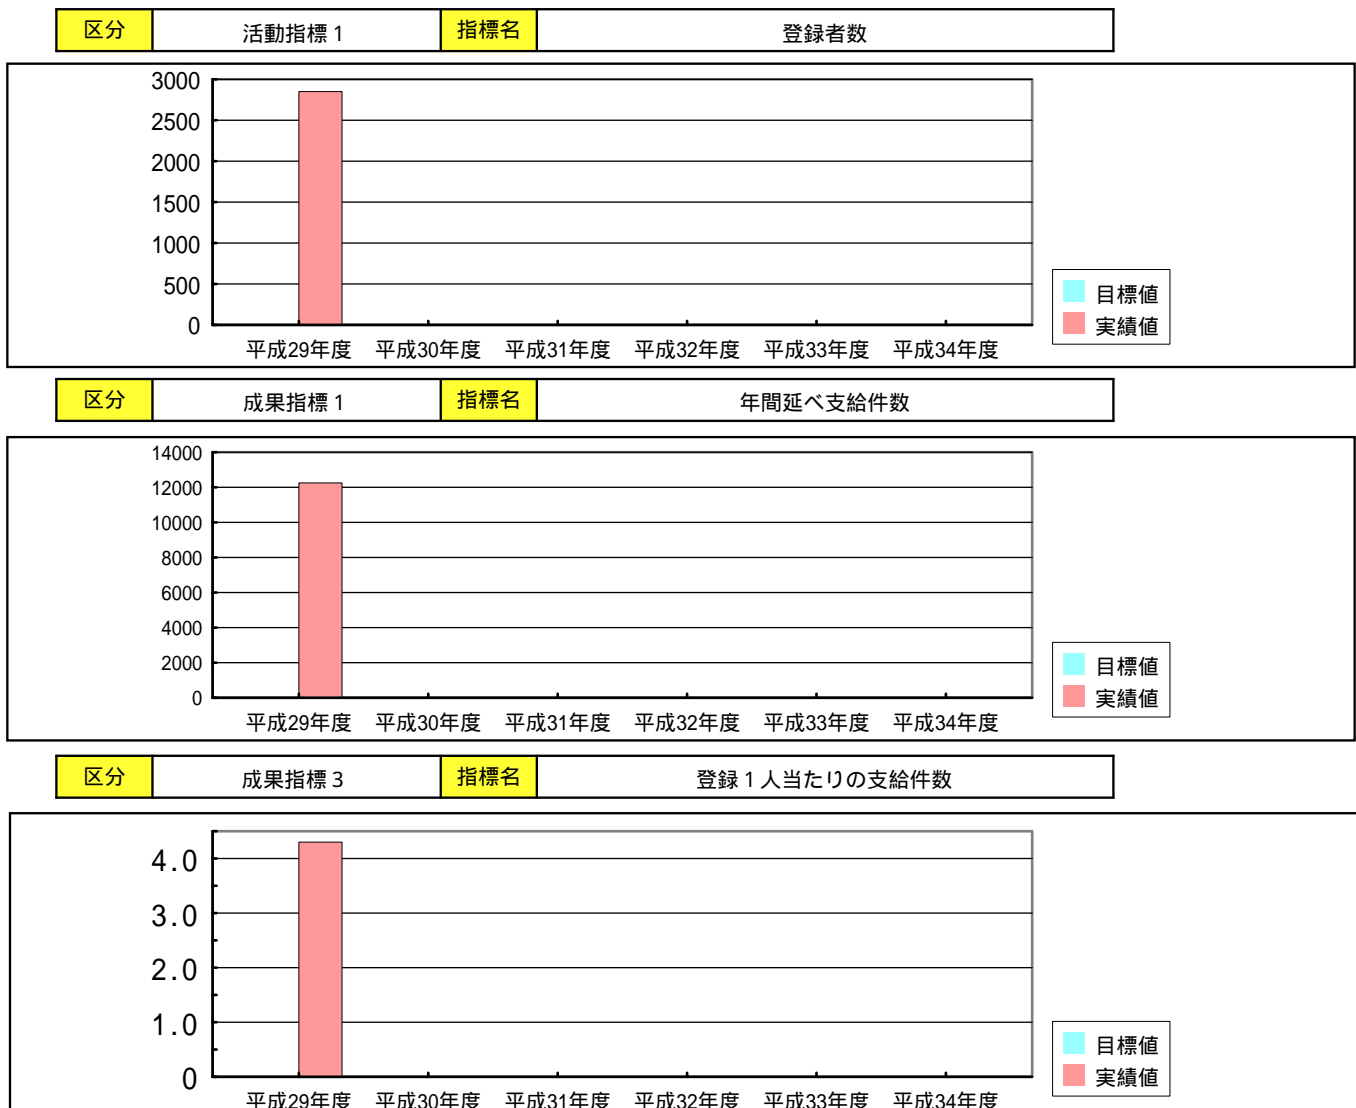 区分 活動指標１ 指標名 登録者数
3000
2500
2000
1500
1000
500
0
平成29年度 平成30年度 平成31年度 平成32年度 平成33年度 平成34年度
目標値
実績値
区分 成果指標１ 指標名 年間延べ支給件数
14000
12000
10000
8000
6000
4000
2000
0
平成29年度 平成30年度 平成31年度 平成32年度 平成33年度 平成34年度
目標値
実績値
区分 成果指標３ 指標名 登録１人当たりの支給件数
4.0
3.0
2.0
1.0
0
平成29年度 平成30年度 平成31年度 平成32年度 平成33年度 平成34年度
目標値
実績値